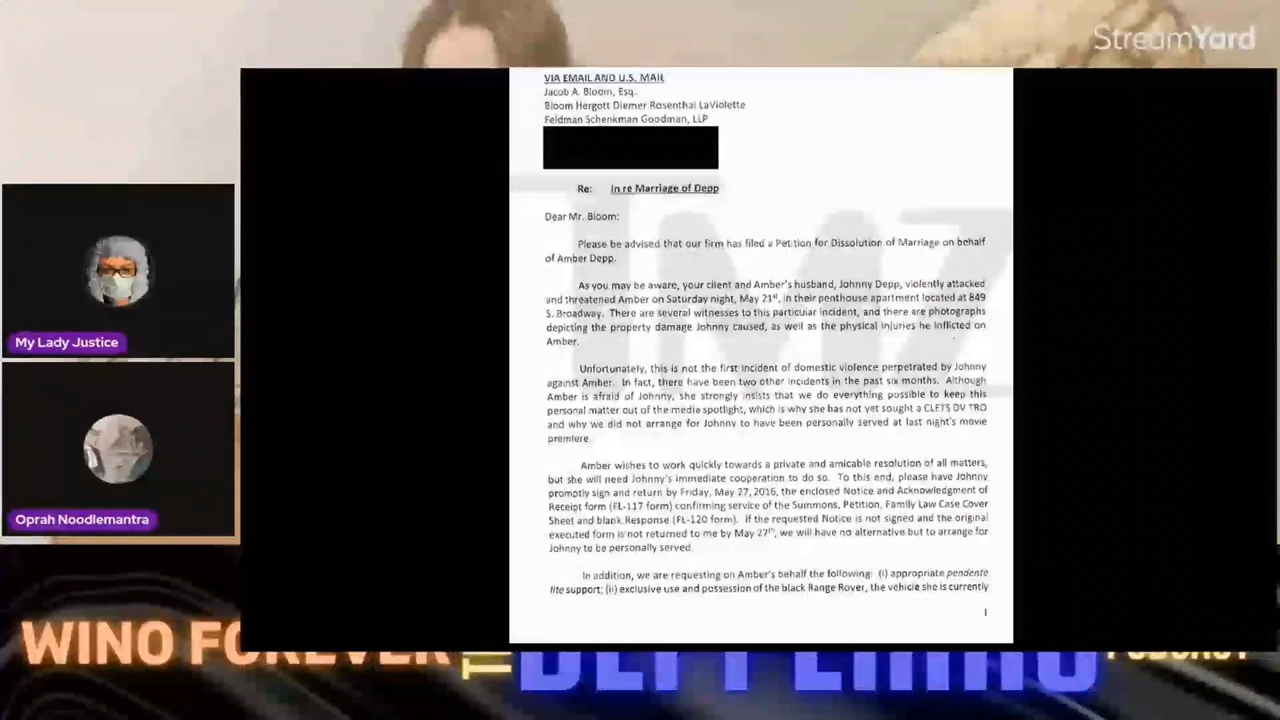 StreamYard
VIA EMAIL AND U.S. MAIL
Jacob A. Bloom, Esq.
Bloom Hergott Diemer Rosenthal LaViolette
Feldman Schenkman Goodman, LLP
Re: In re Marriage of Depp
Dear Mr. Bloom:
Please be advised that our firm has filed a Petition for Dissolution of Marriage on behalf
of Amber Depp.
As you may be aware, your client and Amber's husband, Johnny Depp, violently attacked
and threatened Amber on Saturday night, May 21st, in their penthouse apartment located at 849
S. Broadway. There are several witnesses to this particular incident, and there are photographs
depicting the property damage Johnny caused, as well as the physical injuries he inflicted on
Amber.
Unfortunately, this is not the first incident of domestic violence perpetrated by Johnny
against Amber. In fact, there have been two other incidents in the past six months. Although
Amber is afraid of Johnny, she strongly insists that we do everything possible to keep this
personal matter out of the media spotlight, which is why she has not yet sought a CLETS DV TRO
and why we did not arrange for Johnny to have been personally served at last night's movie
premiere.
Amber wishes to work quickly towards a private and amicable resolution of all matters,
but she will need Johnny's immediate cooperation to do so. To this end, please have Johnny
promptly sign and return by Friday, May 27, 2016, the enclosed Notice and Acknowledgment of
Receipt form (FL-117 form) confirming service of the Summons, Petition, Family Law Case Cover
Sheet and blank Response (FL-120 form). If the requested Notice is not signed and the original
executed form is not returned to me by May 27th, we will have no alternative but to arrange for
Johnny to be personally served.
In addition, we are requesting on Amber's behalf the following: (i) appropriate pendente
lite support; (ii) exclusive use and possession of the black Range Rover, the vehicle she is currently
1
TMZ
My Lady Justice
Oprah Noodlemantra
WINO FOREVER